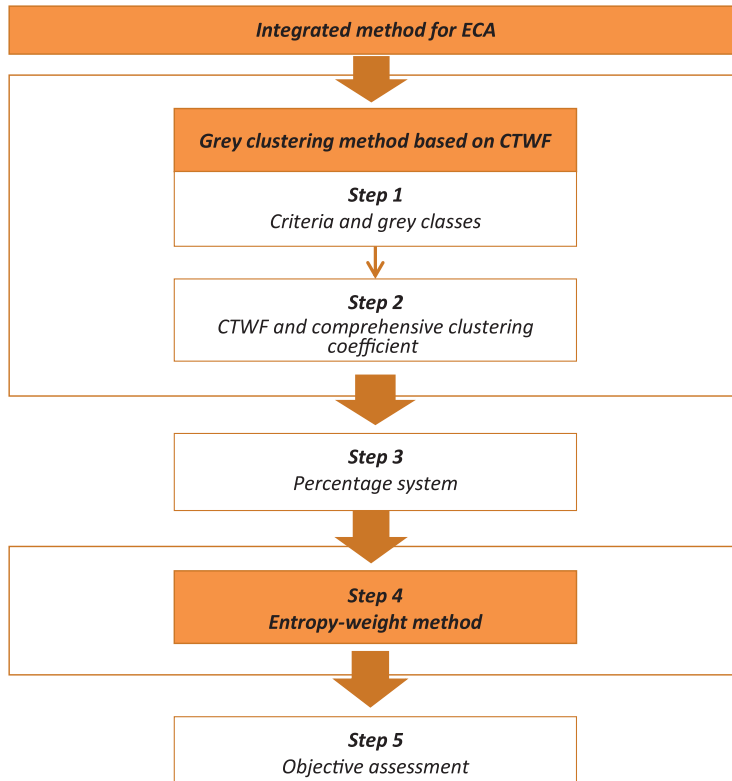 Integrated method for ECA
Grey clustering method based on CTWF
Step 1
Criteria and grey classes
Step 2
CTWF and comprehensive clustering
coefficient
Step 3
Percentage system
Step 4
Entropy-weight method
Step 5
Objective assessment